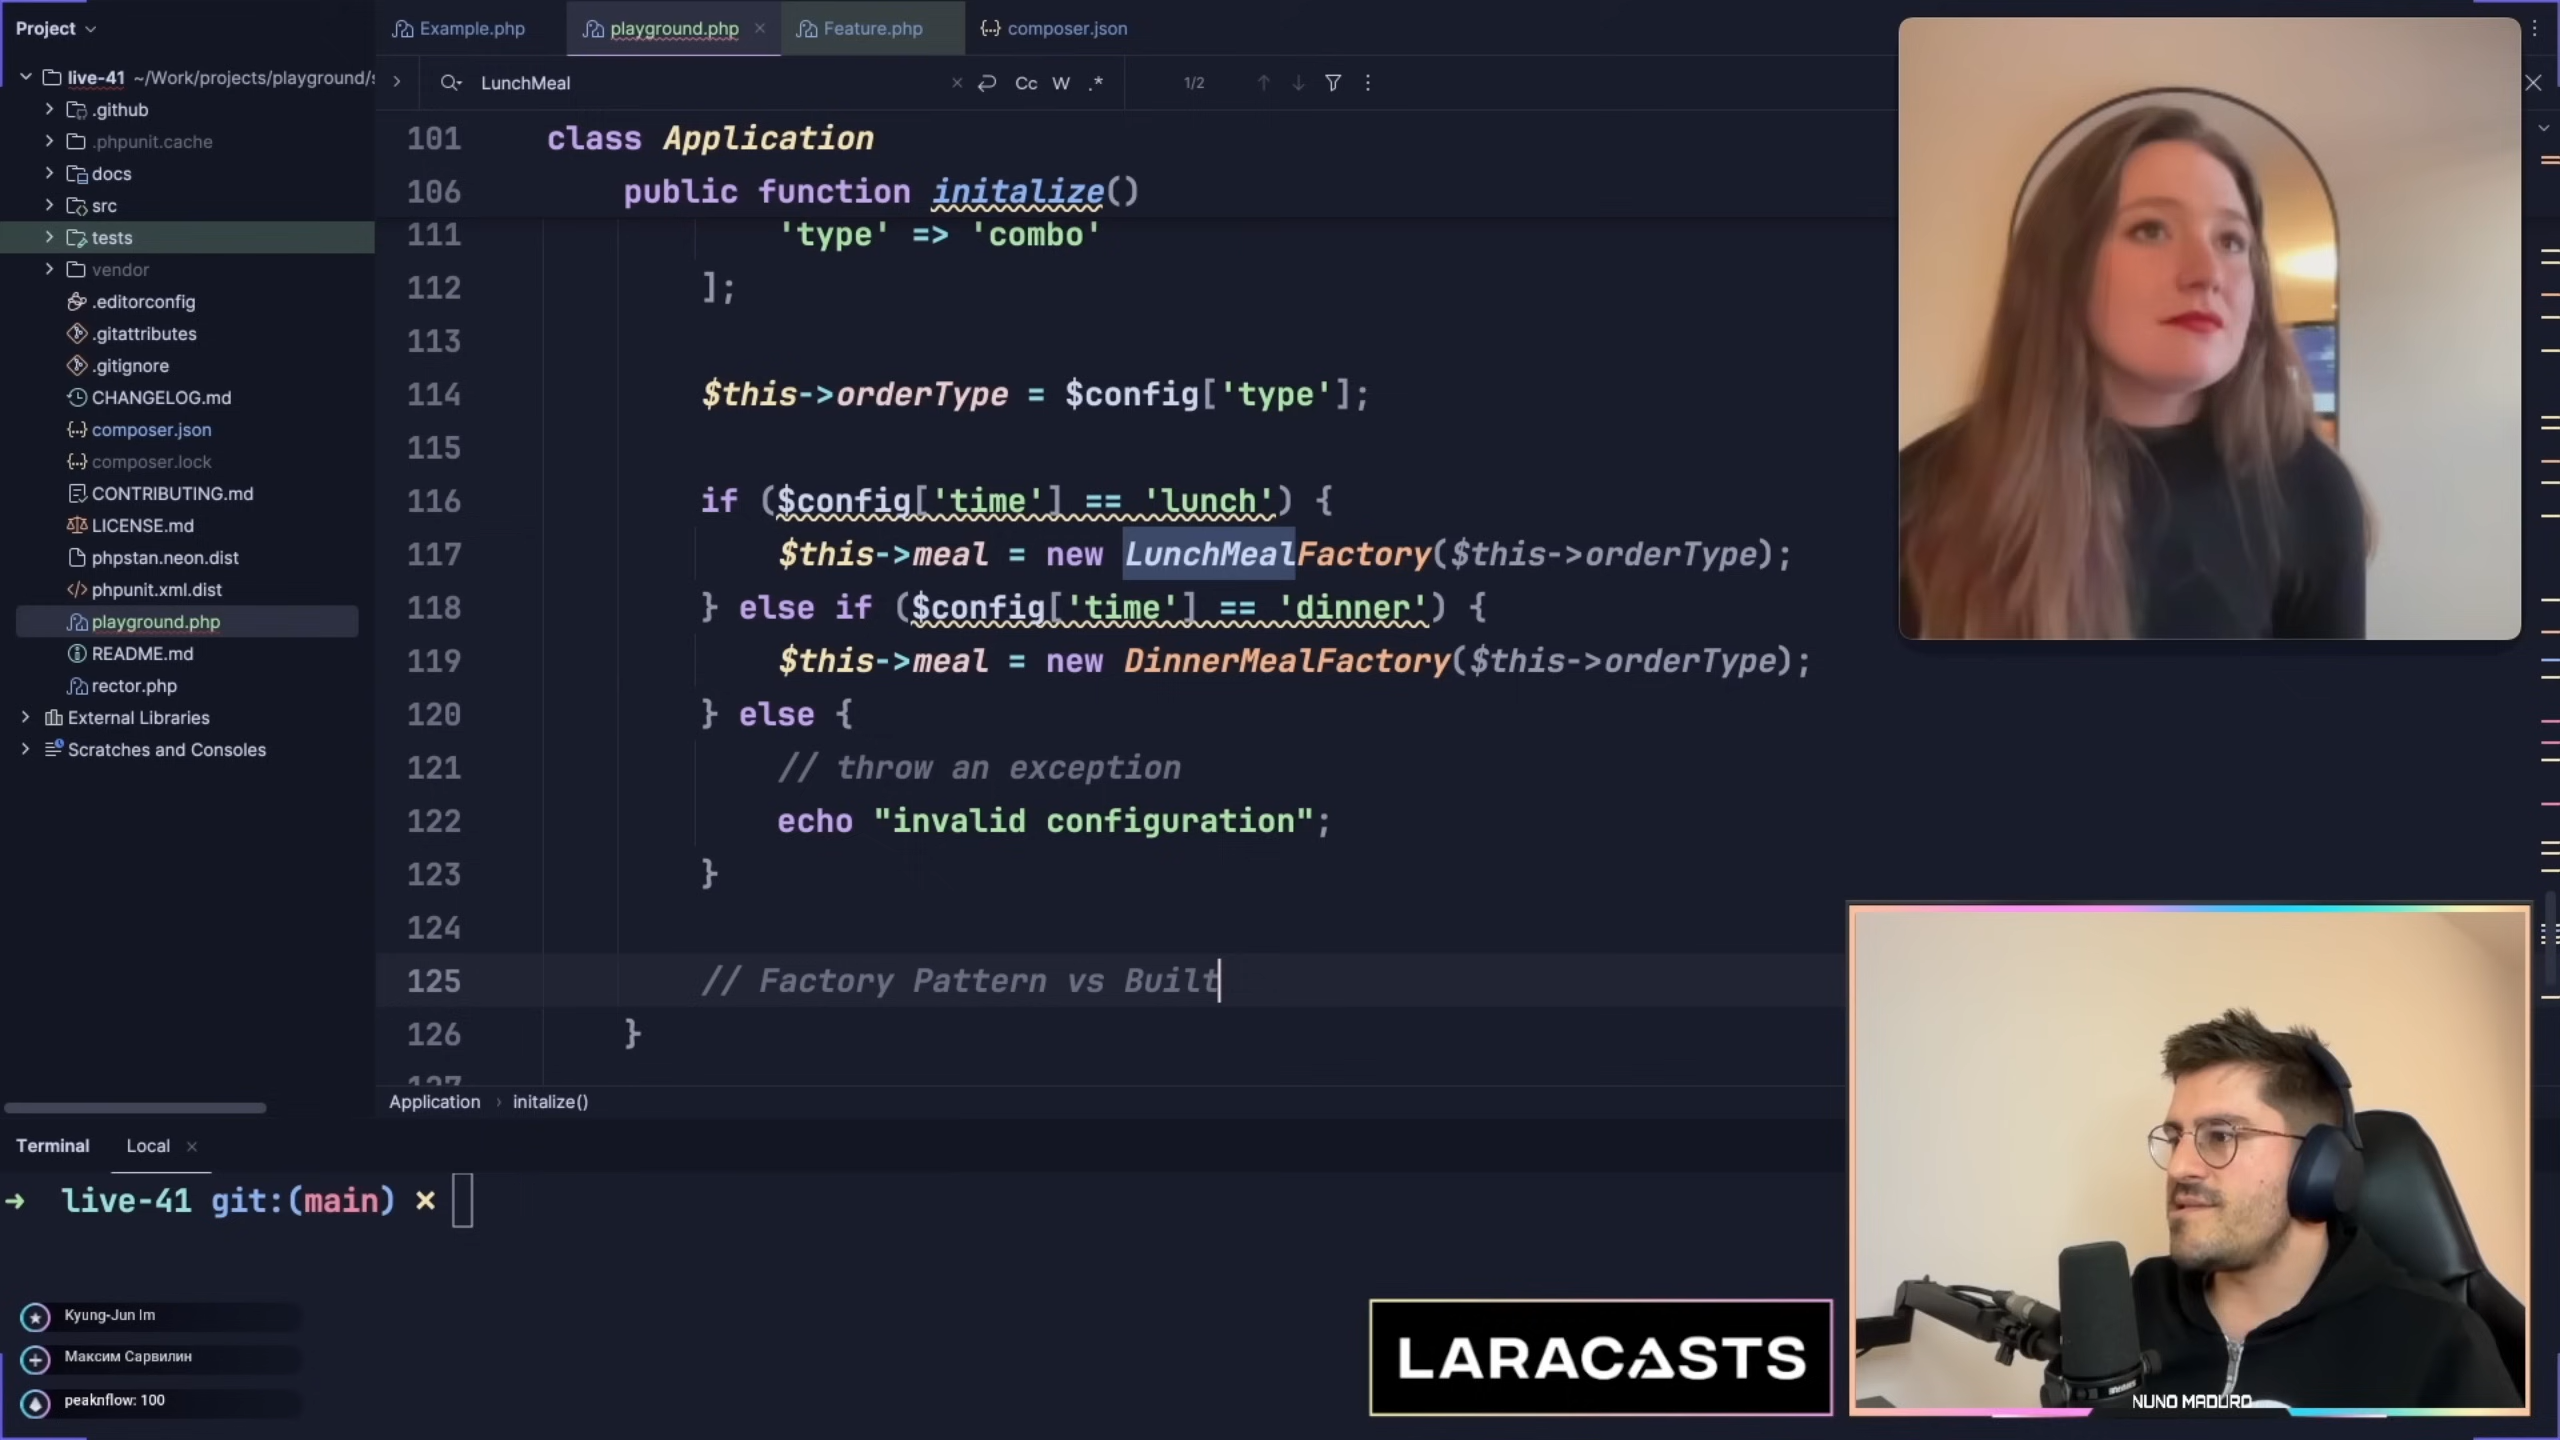 Project
Example.php
playground.php
Feature.php
composer.json
live-41 ~/Work/projects/playground/s
.github
.phpunit.cache
docs
src
tests
vendor
.editorconfig
.gitattributes
.gitignore
CHANGELOG.md
composer.json
composer.lock
CONTRIBUTING.md
LICENSE.md
phpstan.neon.dist
phpunit.xml.dist
playground.php
README.md
rector.php
External Libraries
Scratches and Consoles
LunchMeal
Cc W .*
1/2
101 class Application
106 public function initalize()
111 'type' => 'combo'
112 ];
113
114 $this->orderType = $config['type'];
115
116 if ($config['time'] == 'lunch') {
117 $this->meal = new LunchMealFactory($this->orderType);
118 } else if ($config['time'] == 'dinner') {
119 $this->meal = new DinnerMealFactory($this->orderType);
120 } else {
121 // throw an exception
122 echo "invalid configuration";
123 }
124
125 // Factory Pattern vs Built
126 }
127
Application › initalize()
Terminal Local
→ live-41 git:(main) ×
Kyung-Jun Im
Максим Сарвилин
peaknflow: 100
LARACASTS
NUNO MADURO